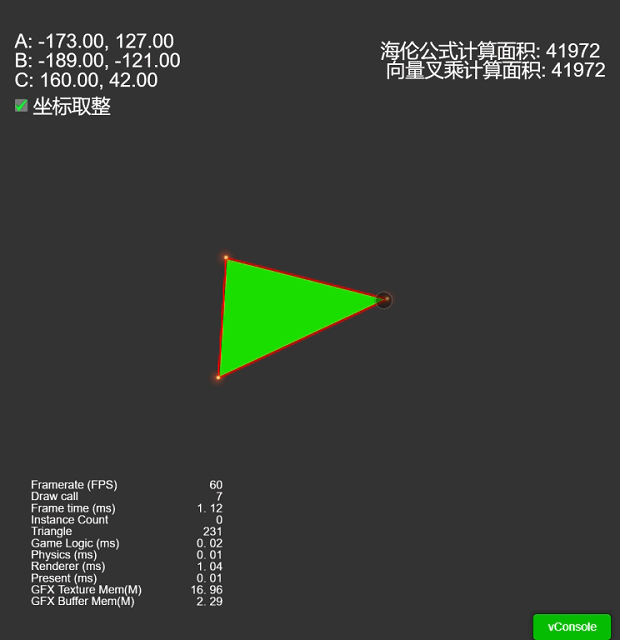 A: -173.00, 127.00
B: -189.00, -121.00
C: 160.00, 42.00
坐标取整
海伦公式计算面积: 41972
向量叉乘计算面积: 41972
Framerate (FPS) 60
Draw call 7
Frame time (ms) 1. 12
Instance Count 0
Triangle 231
Game Logic (ms) 0. 02
Physics (ms) 0. 01
Renderer (ms) 1. 04
Present (ms) 0. 01
GFX Texture Mem(M) 16. 96
GFX Buffer Mem(M) 2. 29
vConsole